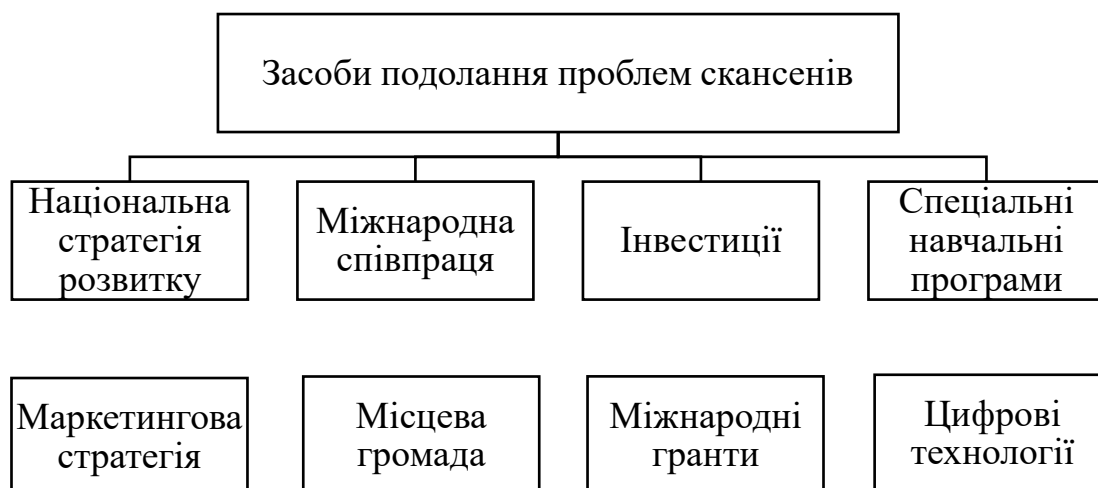 Засоби подолання проблем скансенів
Національна
стратегія
розвитку
Міжнародна
співпраця
Інвестиції
Спеціальні
навчальні
програми
Маркетингова
стратегія
Місцева
громада
Міжнародні
гранти
Цифрові
технології